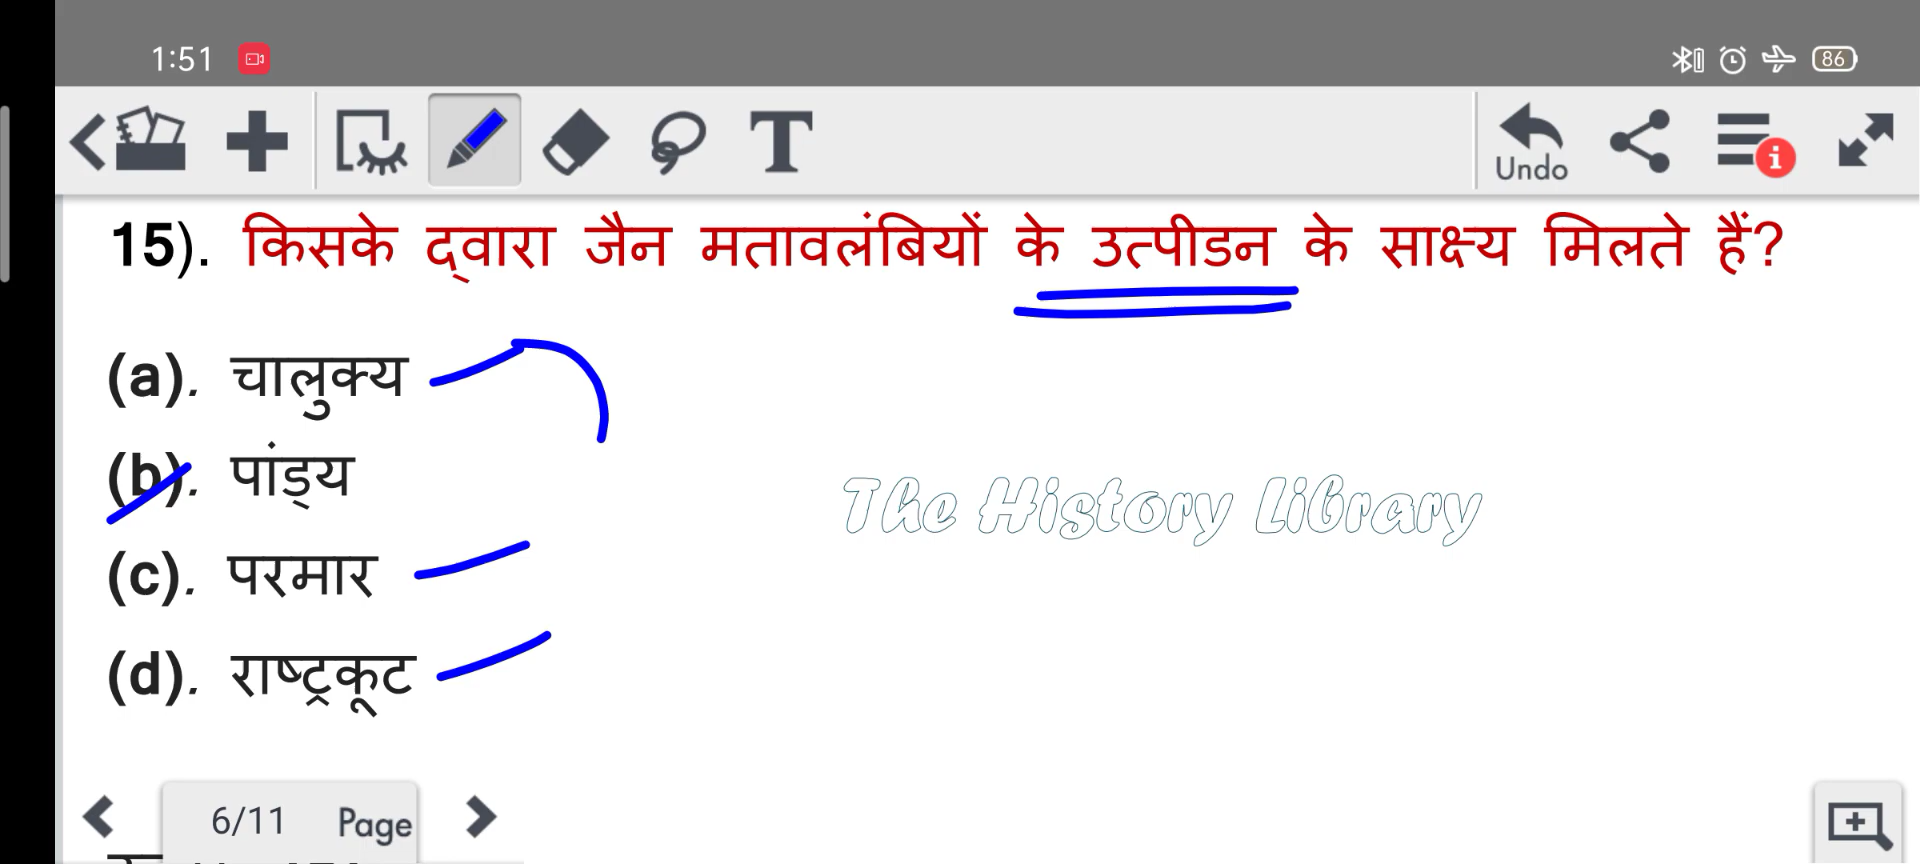 1:51
86
T
Undo
15). किसके द्वारा जैन मतावलंबियों के उत्पीडन के साक्ष्य मिलते हैं?
(a). चालुक्य
(b). पांड्य
The History Library
(c). परमार
(d). राष्ट्रकूट
6/11 Page